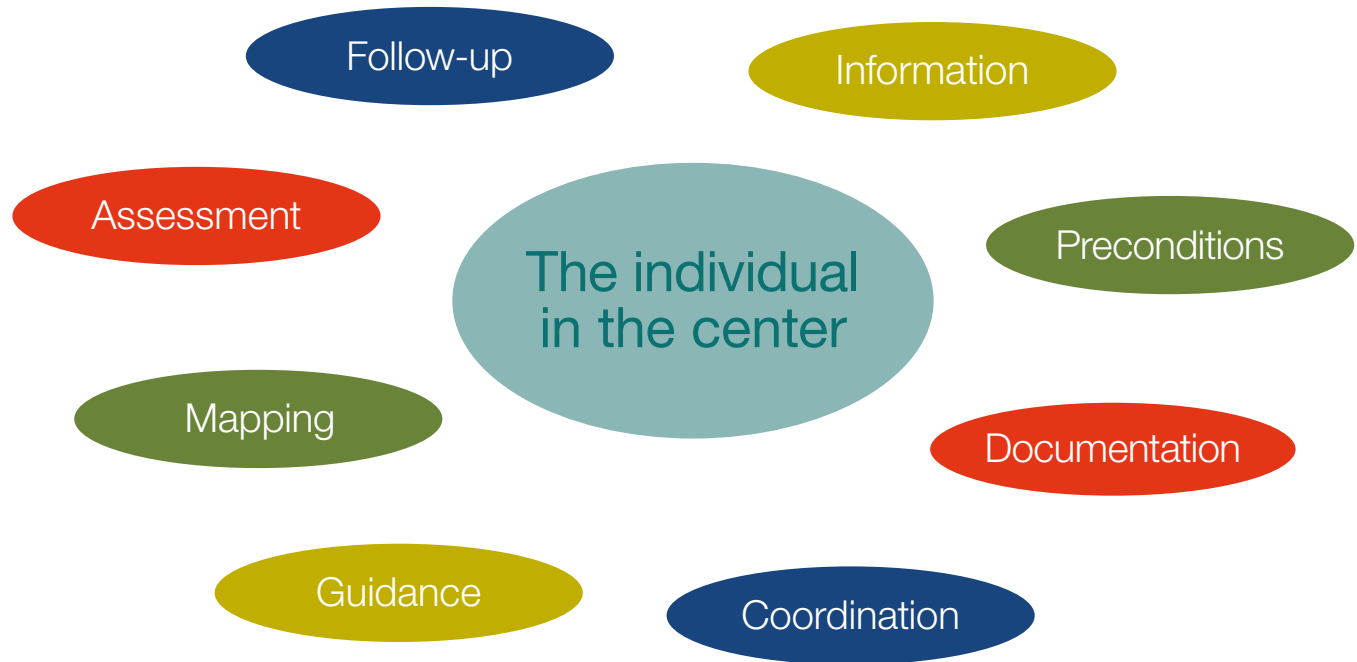 Follow-up
Information
Assessment
Preconditions
The individual
in the center
Mapping
Documentation
Guidance
Coordination